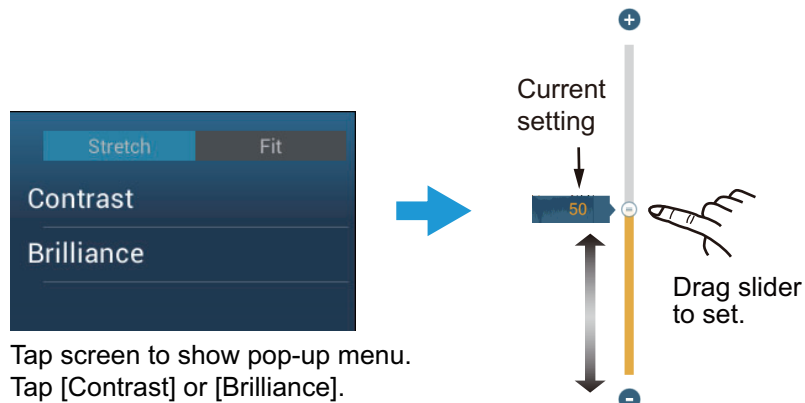 Stretch Fit
Contrast
Brilliance
Tap screen to show pop-up menu.
Tap [Contrast] or [Brilliance].
+
Current
setting
50
Drag slider
to set.
-